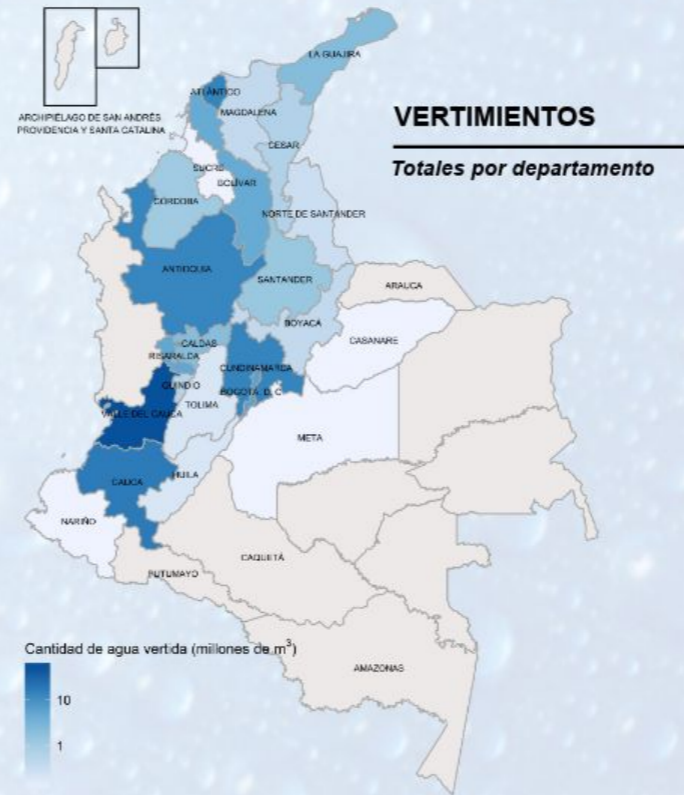 LA GUAJIRA
ATLÁNTICO
MAGDALENA
ARCHIPIÉLAGO DE SAN ANDRÉS
PROVIDENCIA Y SANTA CATALINA
VERTIMIENTOS
Totales por departamento
CESAR
SUCRE
BOLÍVAR
CÓRDOBA
NORTE DE SANTANDER
ANTIOQUIA
SANTANDER
ARAUCA
BOYACÁ
CASANARE
CALDAS
RISARALDA
CUNDINAMARCA
QUINDIO
BOGOTÁ, D. C.
TOLIMA
VALLE DEL CAUCA
META
HUILA
CAUCA
NARIÑO
CAQUETÁ
PUTUMAYO
Cantidad de agua vertida (millones de m³)
AMAZONAS
10
1